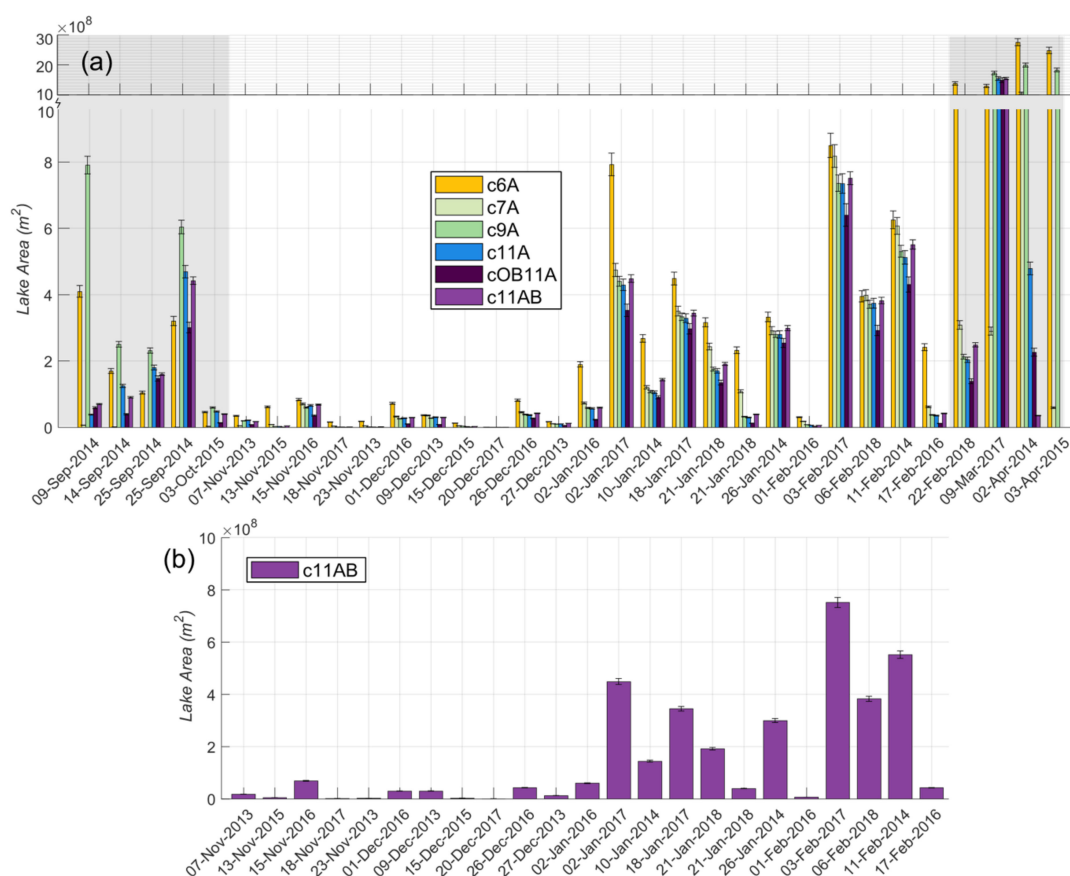 ×10⁸
(a)
30
20
10
10
8
6
4
2
0
Lake Area (m²)
c6A
c7A
c9A
c11A
cOB11A
c11AB
09-Sep-2014
14-Sep-2014
25-Sep-2014
25-Sep-2014
03-Oct-2015
07-Nov-2013
13-Nov-2015
15-Nov-2016
18-Nov-2017
23-Nov-2013
01-Dec-2016
09-Dec-2013
15-Dec-2015
20-Dec-2017
26-Dec-2016
27-Dec-2013
02-Jan-2016
02-Jan-2017
10-Jan-2014
18-Jan-2017
21-Jan-2018
21-Jan-2018
26-Jan-2014
01-Feb-2016
03-Feb-2017
06-Feb-2018
11-Feb-2014
17-Feb-2016
22-Feb-2018
09-Mar-2017
02-Apr-2014
03-Apr-2015
(b)
×10⁸
10
8
6
4
2
0
Lake Area (m²)
c11AB
07-Nov-2013
13-Nov-2015
15-Nov-2016
18-Nov-2017
23-Nov-2013
01-Dec-2016
09-Dec-2013
15-Dec-2015
20-Dec-2017
26-Dec-2016
27-Dec-2013
02-Jan-2016
02-Jan-2017
10-Jan-2014
18-Jan-2017
21-Jan-2018
21-Jan-2018
26-Jan-2014
01-Feb-2016
03-Feb-2017
06-Feb-2018
11-Feb-2014
17-Feb-2016